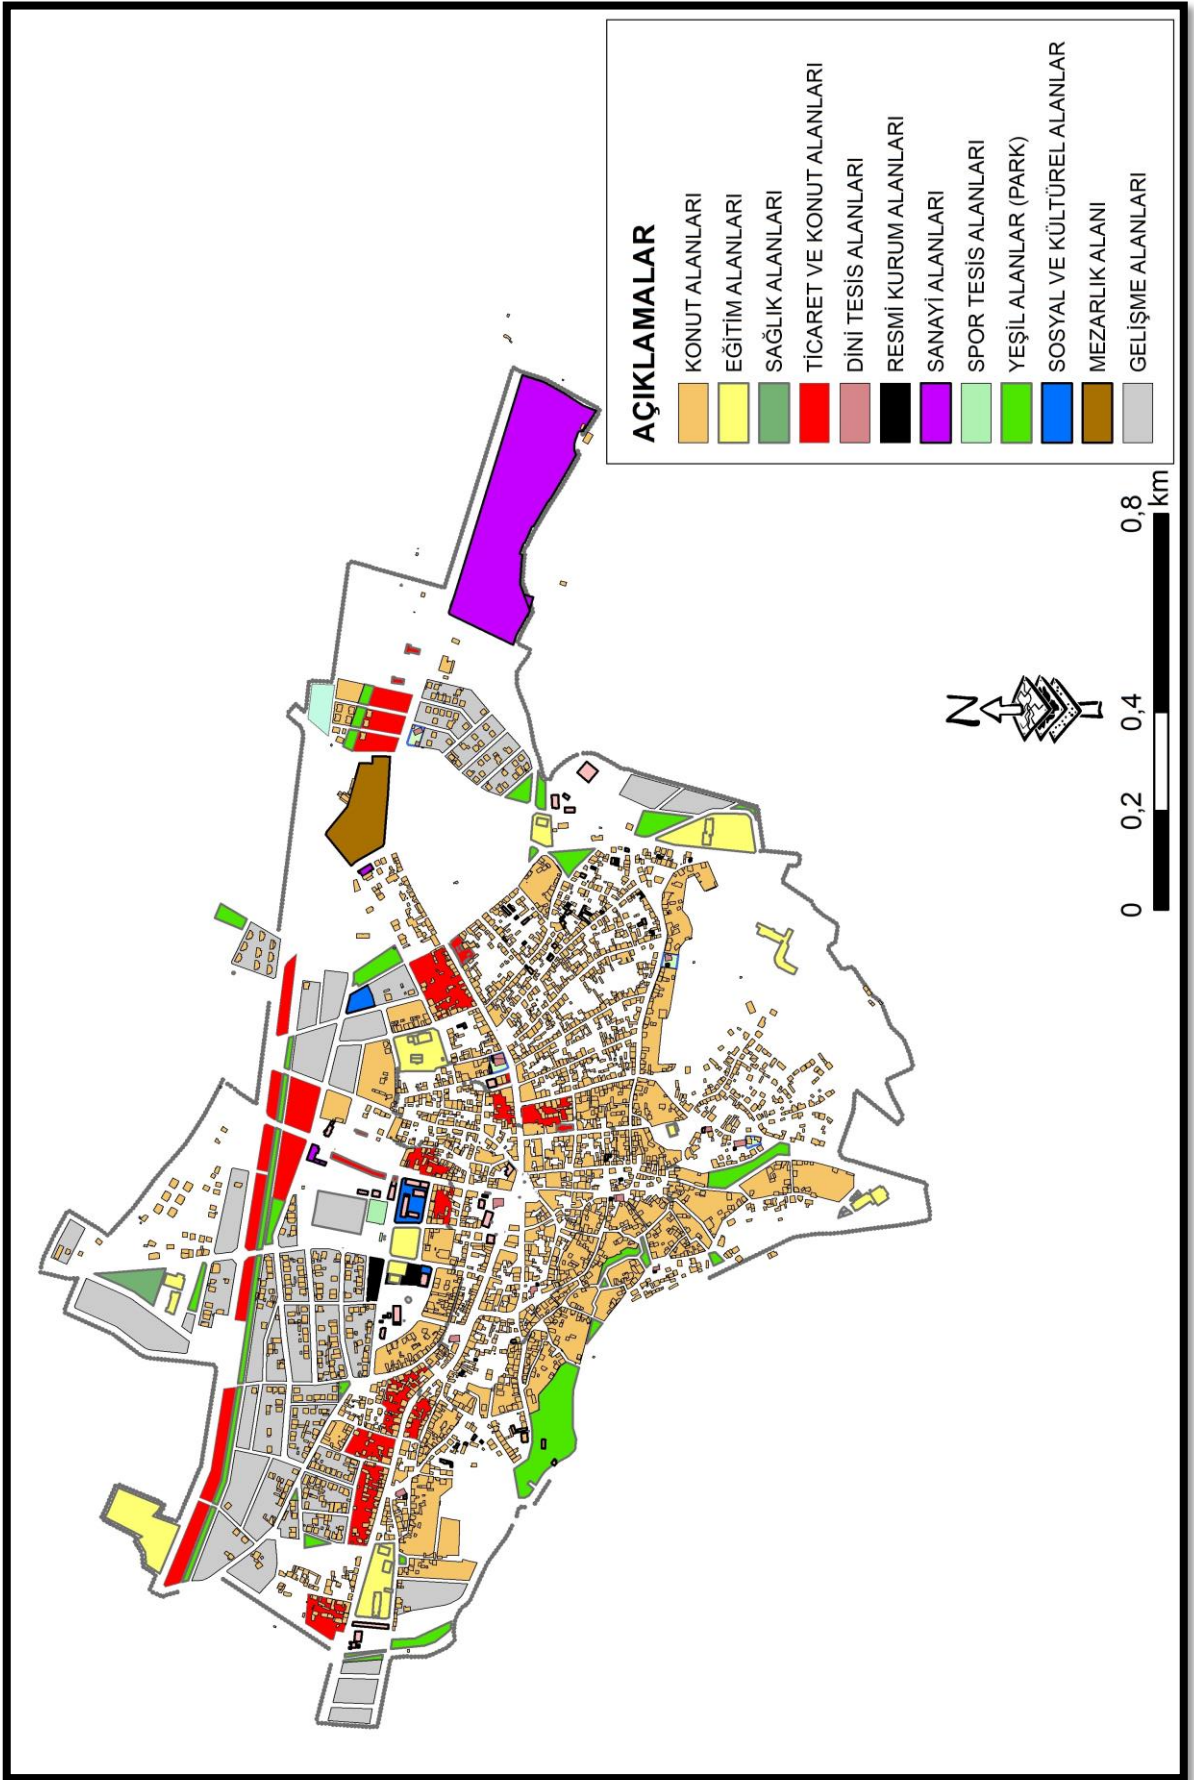 AÇIKLAMALAR
KONUT ALANLARI
EĞİTİM ALANLARI
SAĞLIK ALANLARI
TİCARET VE KONUT ALANLARI
DİNİ TESİS ALANLARI
RESMİ KURUM ALANLARI
SANAYİ ALANLARI
SPOR TESİS ALANLARI
YEŞİL ALANLAR (PARK)
SOSYAL VE KÜLTÜREL ALANLAR
MEZARLIK ALANI
GELİŞME ALANLARI
N
0 0,2 0,4 0,8
km